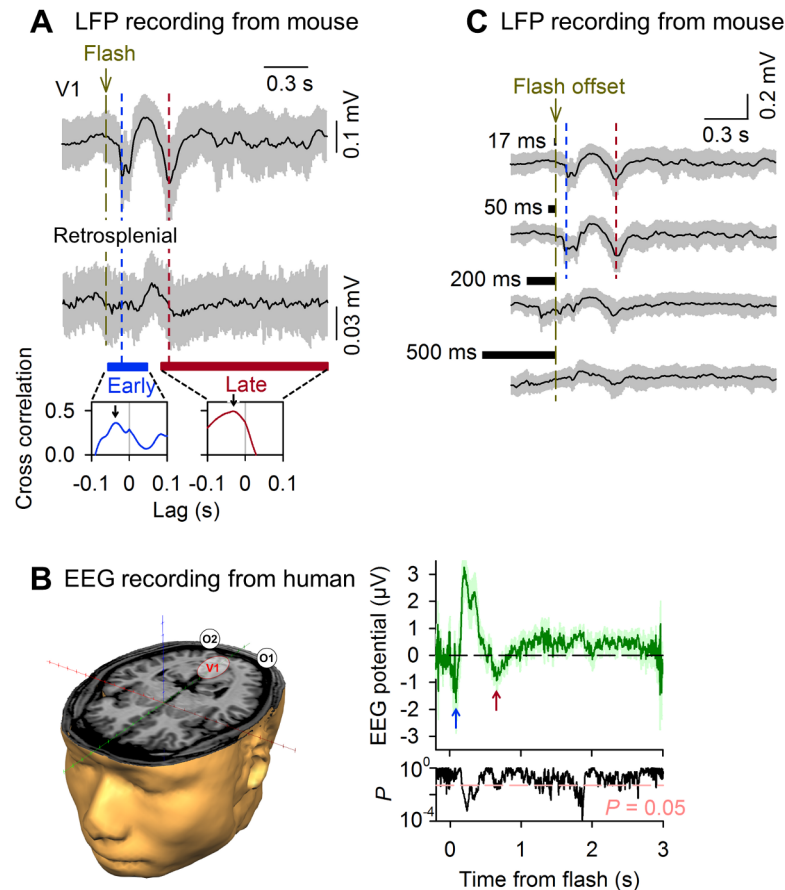 A LFP recording from mouse
Flash
V1
0.3 s
0.1 mV
Retrosplenial
0.03 mV
Early
Late
Cross correlation
0.5
0.0
-0.1 0 0.1
-0.1 0 0.1
Lag (s)
C LFP recording from mouse
0.2 mV
0.3 s
Flash offset
17 ms
50 ms
200 ms
500 ms
B EEG recording from human
O2
O1
V1
EEG potential (µV)
3
2
1
0
-1
-2
-3
P
10⁰
10⁻⁴
P = 0.05
0 1 2 3
Time from flash (s)